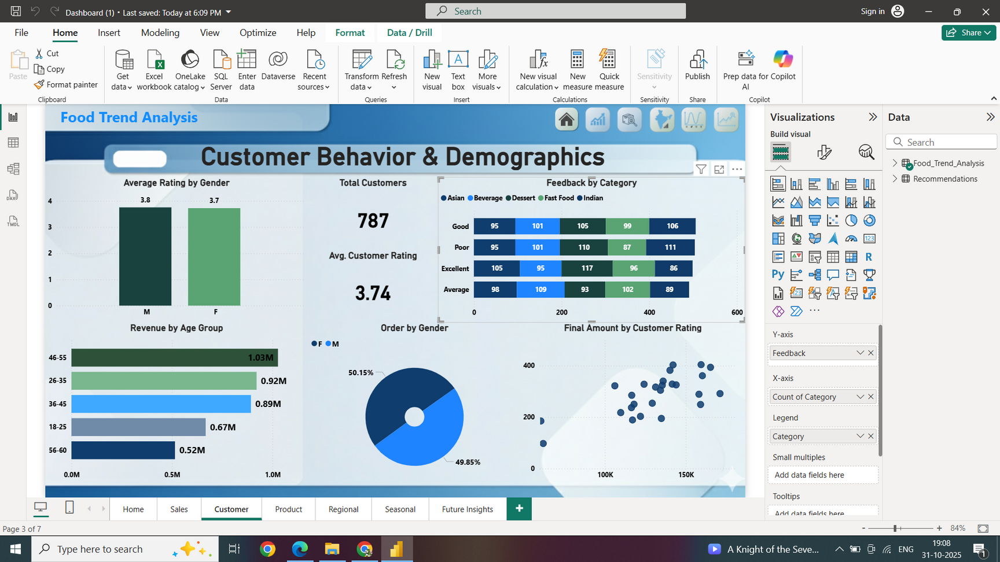 Dashboard (1) • Last saved: Today at 6:09 PM
Search
Sign in
File
Home
Insert
Modeling
View
Optimize
Help
Format
Data / Drill
Share
Paste
Cut
Copy
Format painter
Clipboard
Get data
Excel workbook
OneLake catalog
SQL Server
Enter data
Dataverse
Recent sources
Data
Transform data
Refresh
Queries
New visual
Text box
More visuals
Insert
New visual calculation
New measure
Quick measure
Calculations
Sensitivity
Sensitivity
Publish
Share
Prep data for AI
Copilot
Copilot
Food Trend Analysis
Customer Behavior & Demographics
Average Rating by Gender
4
3
2
1
0
3.8
3.7
M
F
Total Customers
787
Avg. Customer Rating
3.74
Feedback by Category
Asian Beverage Dessert Fast Food Indian
Good 95 101 105 99 106
Poor 95 101 110 87 111
Excellent 105 95 117 96 86
Average 98 109 93 102 89
0 200 400 600
Revenue by Age Group
46-55 1.03M
26-35 0.92M
36-45 0.89M
18-25 0.67M
56-60 0.52M
0.0M 0.5M 1.0M
Order by Gender
F M
50.15%
49.85%
Final Amount by Customer Rating
400
200
0
100K 150K
Visualizations
Build visual
123
R
Py
Y-axis
Feedback
X-axis
Count of Category
Legend
Category
Small multiples
Add data fields here
Tooltips
Add data fields here
Data
Search
Food_Trend_Analysis
Recommendations
DAX
TMDL
Home
Sales
Customer
Product
Regional
Seasonal
Future Insights
+
Page 3 of 7
- + 84%
Type here to search
A Knight of the Seve...
ENG
19:08
31-10-2025
1